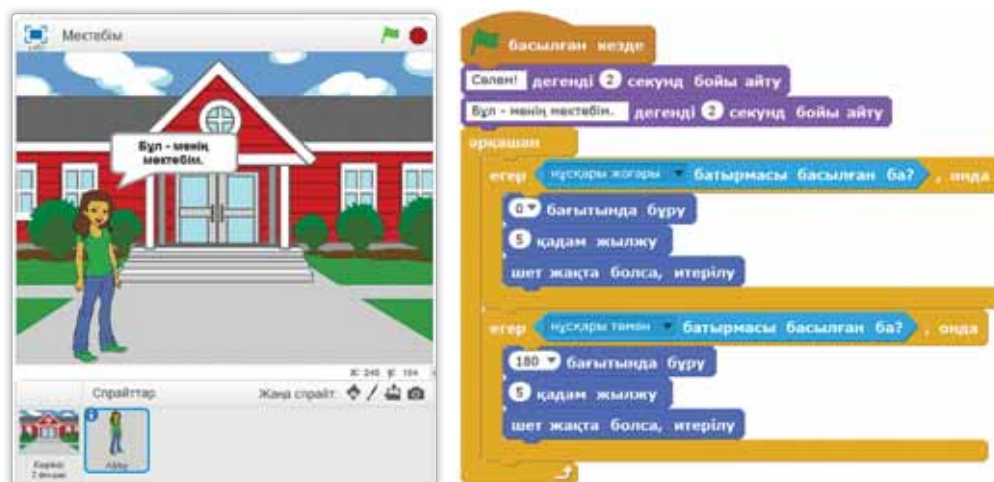 Мектебім
Бұл - менің
мектебім.
X: 240 y: 184
Спрайттар
Жаңа спрайт:
басылған кезде
Сәлем! дегенді 2 секунд бойы айту
Бұл - менің мектебім. дегенді 2 секунд бойы айту
әрқашан
егер нұсқары жоғары батырмасы басылған ба? , онда
0 бағытында бұру
5 қадам жылжу
шет жақта болса, итерілу
егер нұсқары төмен батырмасы басылған ба? , онда
180 бағытында бұру
5 қадам жылжу
шет жақта болса, итерілу